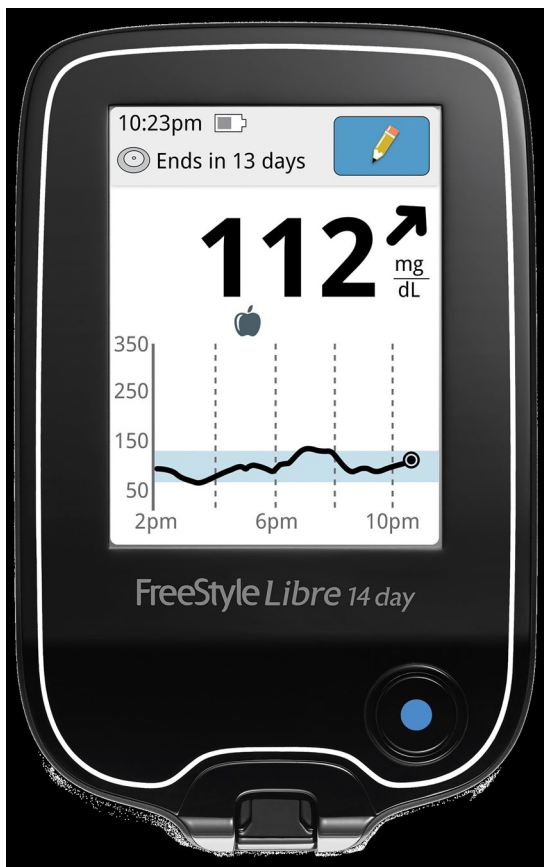 10:23pm
Ends in 13 days
112 mg/dL
350
250
150
50
2pm 6pm 10pm
FreeStyle Libre 14 day